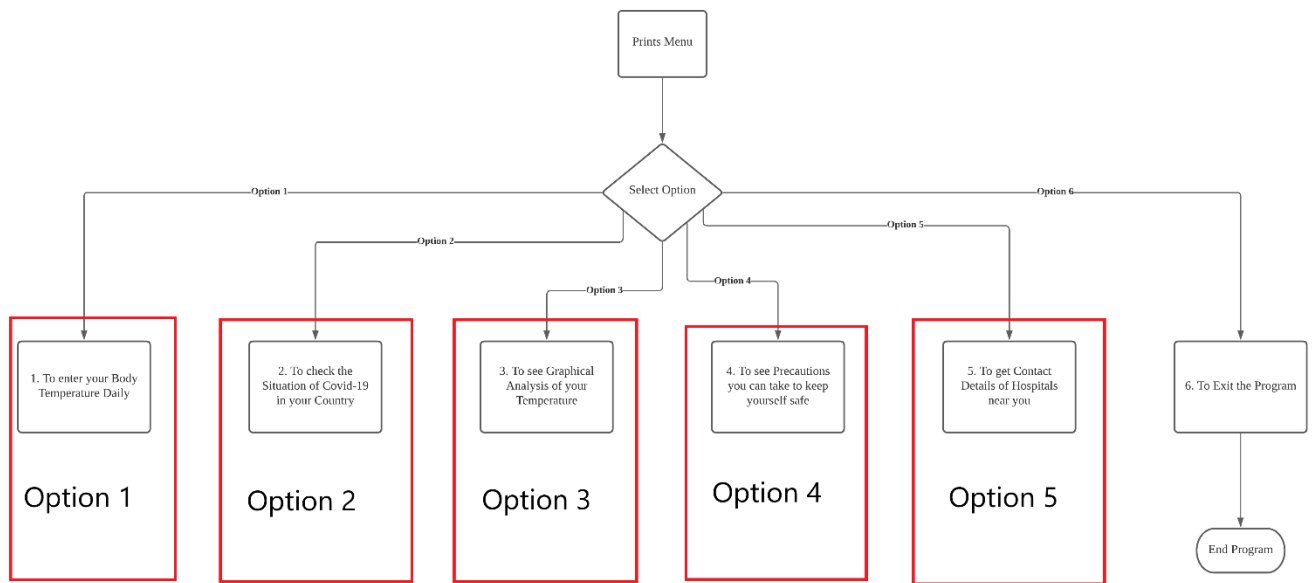 Prints Menu
Select Option
Option 1
Option 6
Option 5
Option 2
Option 4
Option 3
1. To enter your Body
Temperature Daily
2. To check the
Situation of Covid-19
in your Country
3. To see Graphical
Analysis of your
Temperature
4. To see Precautions
you can take to keep
yourself safe
5. To get Contact
Details of Hospitals
near you
6. To Exit the Program
Option 1
Option 2
Option 3
Option 4
Option 5
End Program